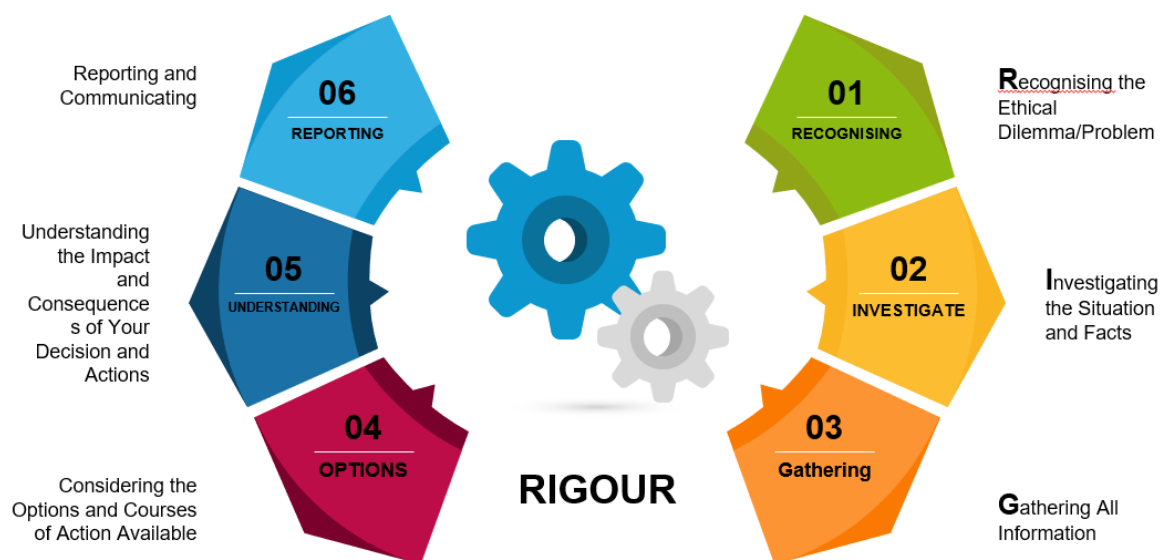 01
RECOGNISING
Recognising the
Ethical
Dilemma/Problem
02
INVESTIGATE
Investigating
the Situation
and Facts
03
Gathering
Gathering All
Information
04
OPTIONS
Considering the
Options and Courses
of Action Available
05
UNDERSTANDING
Understanding
the Impact
and
Consequence
s of Your
Decision and
Actions
06
REPORTING
Reporting and
Communicating
RIGOUR